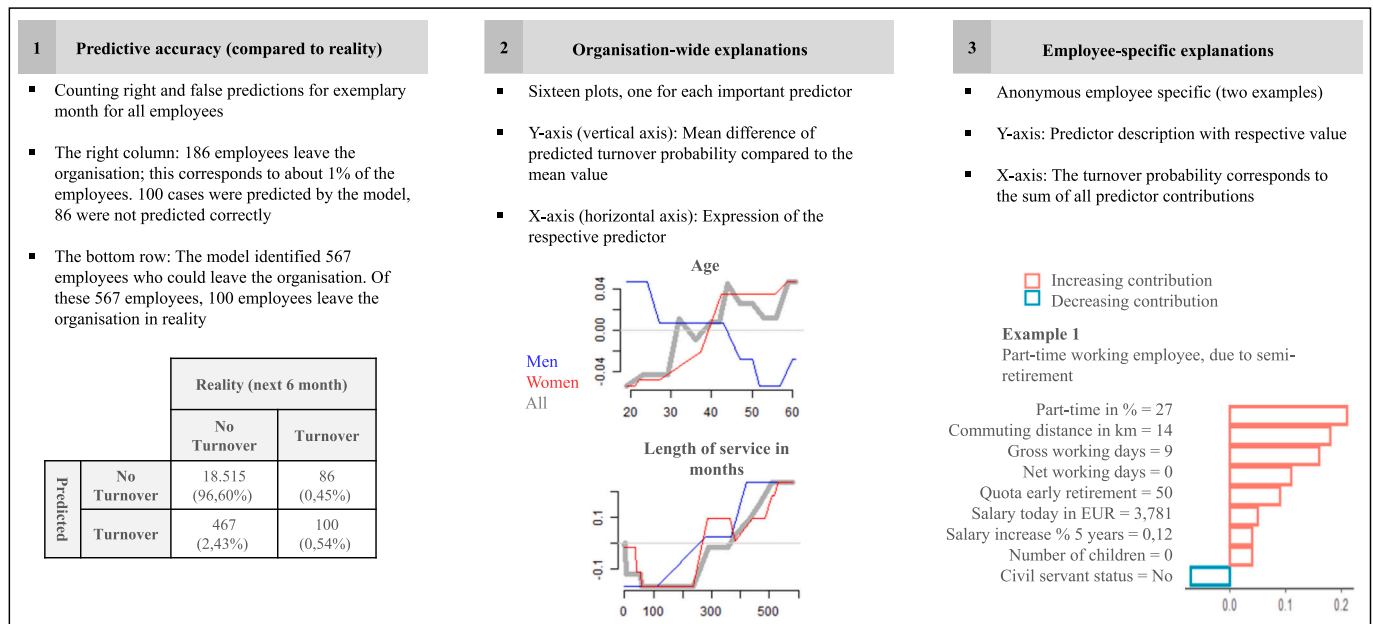 1 Predictive accuracy (compared to reality)
▪ Counting right and false predictions for exemplary
month for all employees
▪ The right column: 186 employees leave the
organisation; this corresponds to about 1% of the
employees. 100 cases were predicted by the model,
86 were not predicted correctly
▪ The bottom row: The model identified 567
employees who could leave the organisation. Of
these 567 employees, 100 employees leave the
organisation in reality
Reality (next 6 month)
No
Turnover
Turnover
Predicted
No
Turnover
18.515
(96,60%)
86
(0,45%)
Turnover
467
(2,43%)
100
(0,54%)
2 Organisation-wide explanations
▪ Sixteen plots, one for each important predictor
▪ Y-axis (vertical axis): Mean difference of
predicted turnover probability compared to the
mean value
▪ X-axis (horizontal axis): Expression of the
respective predictor
Age
0.04
0.00
-0.04
Men
Women
All
20 30 40 50 60
Length of service in
months
0.1
-0.1
0 100 300 500
3 Employee-specific explanations
▪ Anonymous employee specific (two examples)
▪ Y-axis: Predictor description with respective value
▪ X-axis: The turnover probability corresponds to
the sum of all predictor contributions
Increasing contribution
Decreasing contribution
Example 1
Part-time working employee, due to semi-
retirement
Part-time in % = 27
Commuting distance in km = 14
Gross working days = 9
Net working days = 0
Quota early retirement = 50
Salary today in EUR = 3,781
Salary increase % 5 years = 0,12
Number of children = 0
Civil servant status = No
0.0 0.1 0.2